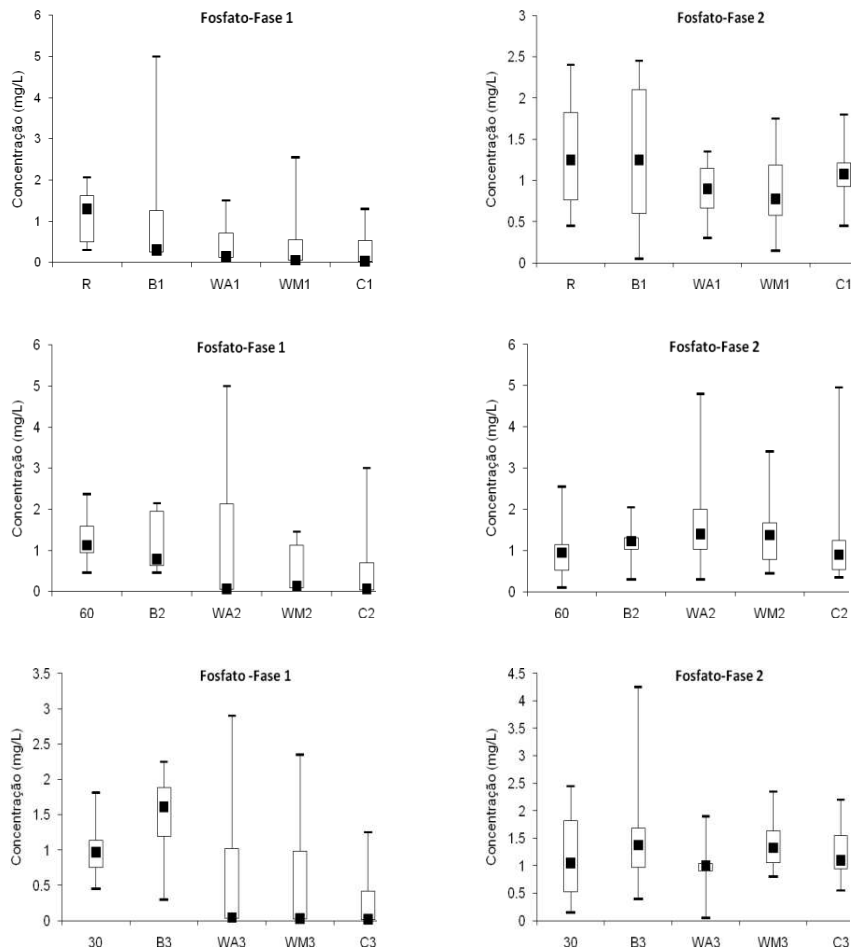 Fosfato-Fase 1
Concentração (mg/L)
6
5
4
3
2
1
0
R B1 WA1 WM1 C1
Fosfato-Fase 2
Concentração (mg/L)
3
2.5
2
1.5
1
0.5
0
R B1 WA1 WM1 C1
Fosfato-Fase 1
Concentração (mg/L)
6
5
4
3
2
1
0
60 B2 WA2 WM2 C2
Fosfato-Fase 2
Concentração (mg/L)
6
5
4
3
2
1
0
60 B2 WA2 WM2 C2
Fosfato -Fase 1
Concentração (mg/L)
3.5
3
2.5
2
1.5
1
0.5
0
30 B3 WA3 WM3 C3
Fosfato-Fase 2
Concentração (mg/L)
4.5
4
3.5
3
2.5
2
1.5
1
0.5
0
30 B3 WA3 WM3 C3